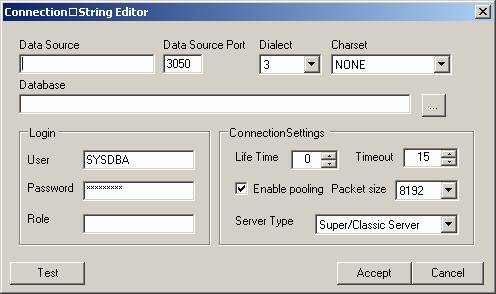 Connection□String Editor
Data Source Data Source Port Dialect Charset
3050 3 NONE
Database
...
Login ConnectionSettings
User SYSDBA Life Time 0 Timeout 15
Password ********* Enable pooling Packet size 8192
Role Server Type Super/Classic Server
Test Accept Cancel